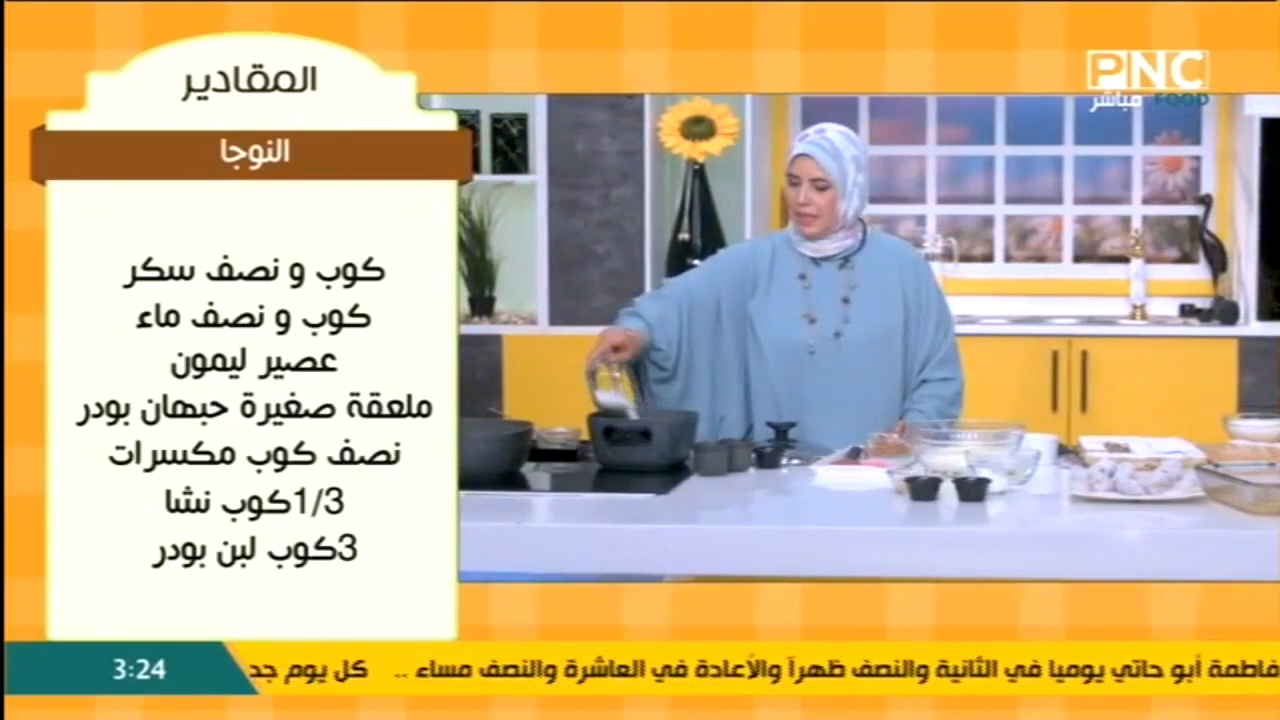 المقادير
النوجا
كوب و نصف سكر
كوب و نصف ماء
عصير ليمون
ملعقة صغيرة حبهان بودر
نصف كوب مكسرات
1/3كوب نشا
3كوب لبن بودر
PNC
FOOD مباشر
فاطمة أبو حاتي يوميا في الثانية والنصف ظهراً والأعادة في العاشرة والنصف مساء .. كل يوم جد
3:24